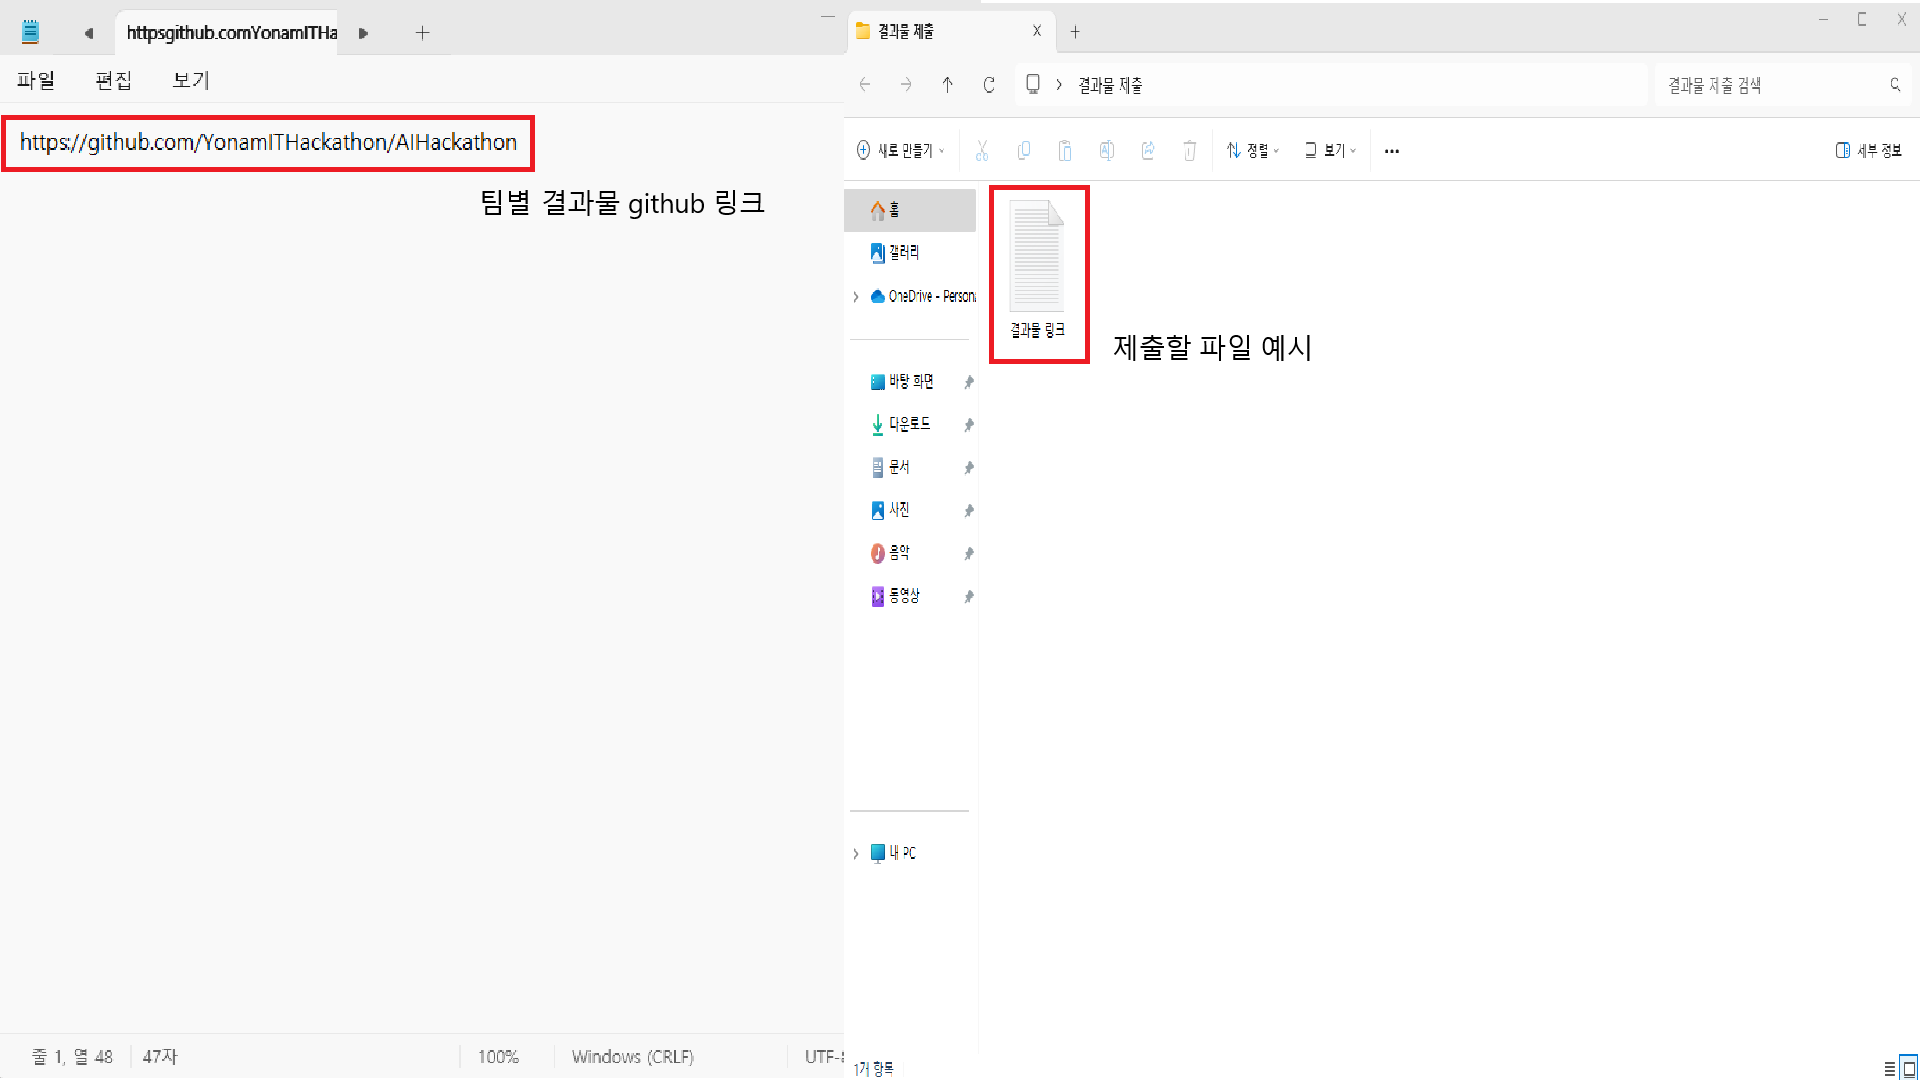 httpsgithub.comYonamITHa
파일 편집 보기
https://github.com/YonamITHackathon/AIHackathon
팀별 결과물 github 링크
줄 1, 열 48 47자 100% Windows (CRLF) UTF-
결과물 제출
결과물 제출
결과물 제출 검색
새로 만들기 정렬 보기 ... 세부 정보
홈
갤러리
OneDrive - Persona
바탕 화면
다운로드
문서
사진
음악
동영상
내 PC
결과물 링크
제출할 파일 예시
1개 항목